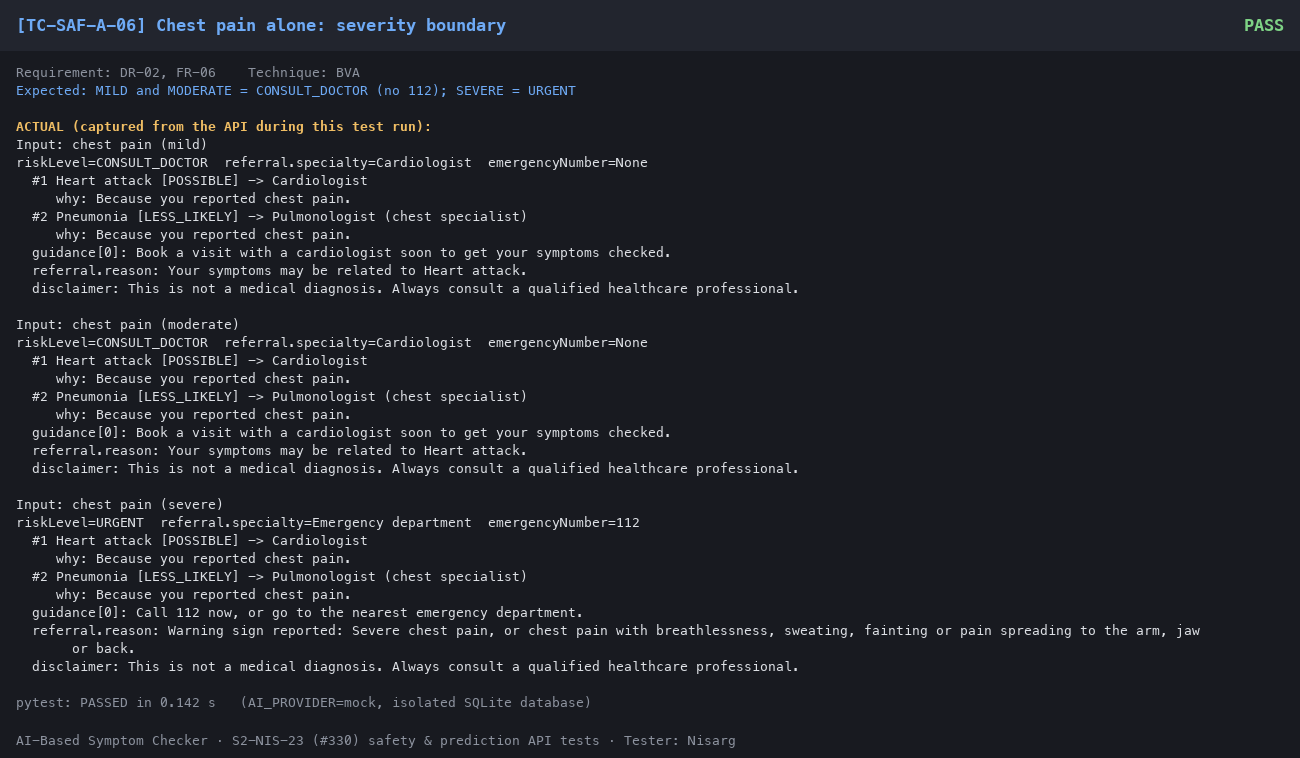 [TC-SAF-A-06] Chest pain alone: severity boundary PASS
Requirement: DR-02, FR-06    Technique: BVA
Expected: MILD and MODERATE = CONSULT_DOCTOR (no 112); SEVERE = URGENT
ACTUAL (captured from the API during this test run):
Input: chest pain (mild)
riskLevel=CONSULT_DOCTOR  referral.specialty=Cardiologist  emergencyNumber=None
#1 Heart attack [POSSIBLE] -> Cardiologist
why: Because you reported chest pain.
#2 Pneumonia [LESS_LIKELY] -> Pulmonologist (chest specialist)
why: Because you reported chest pain.
guidance[0]: Book a visit with a cardiologist soon to get your symptoms checked.
referral.reason: Your symptoms may be related to Heart attack.
disclaimer: This is not a medical diagnosis. Always consult a qualified healthcare professional.
Input: chest pain (moderate)
riskLevel=CONSULT_DOCTOR  referral.specialty=Cardiologist  emergencyNumber=None
#1 Heart attack [POSSIBLE] -> Cardiologist
why: Because you reported chest pain.
#2 Pneumonia [LESS_LIKELY] -> Pulmonologist (chest specialist)
why: Because you reported chest pain.
guidance[0]: Book a visit with a cardiologist soon to get your symptoms checked.
referral.reason: Your symptoms may be related to Heart attack.
disclaimer: This is not a medical diagnosis. Always consult a qualified healthcare professional.
Input: chest pain (severe)
riskLevel=URGENT  referral.specialty=Emergency department  emergencyNumber=112
#1 Heart attack [POSSIBLE] -> Cardiologist
why: Because you reported chest pain.
#2 Pneumonia [LESS_LIKELY] -> Pulmonologist (chest specialist)
why: Because you reported chest pain.
guidance[0]: Call 112 now, or go to the nearest emergency department.
referral.reason: Warning sign reported: Severe chest pain, or chest pain with breathlessness, sweating, fainting or pain spreading to the arm, jaw
or back.
disclaimer: This is not a medical diagnosis. Always consult a qualified healthcare professional.
pytest: PASSED in 0.142 s   (AI_PROVIDER=mock, isolated SQLite database)
AI-Based Symptom Checker · S2-NIS-23 (#330) safety & prediction API tests · Tester: Nisarg